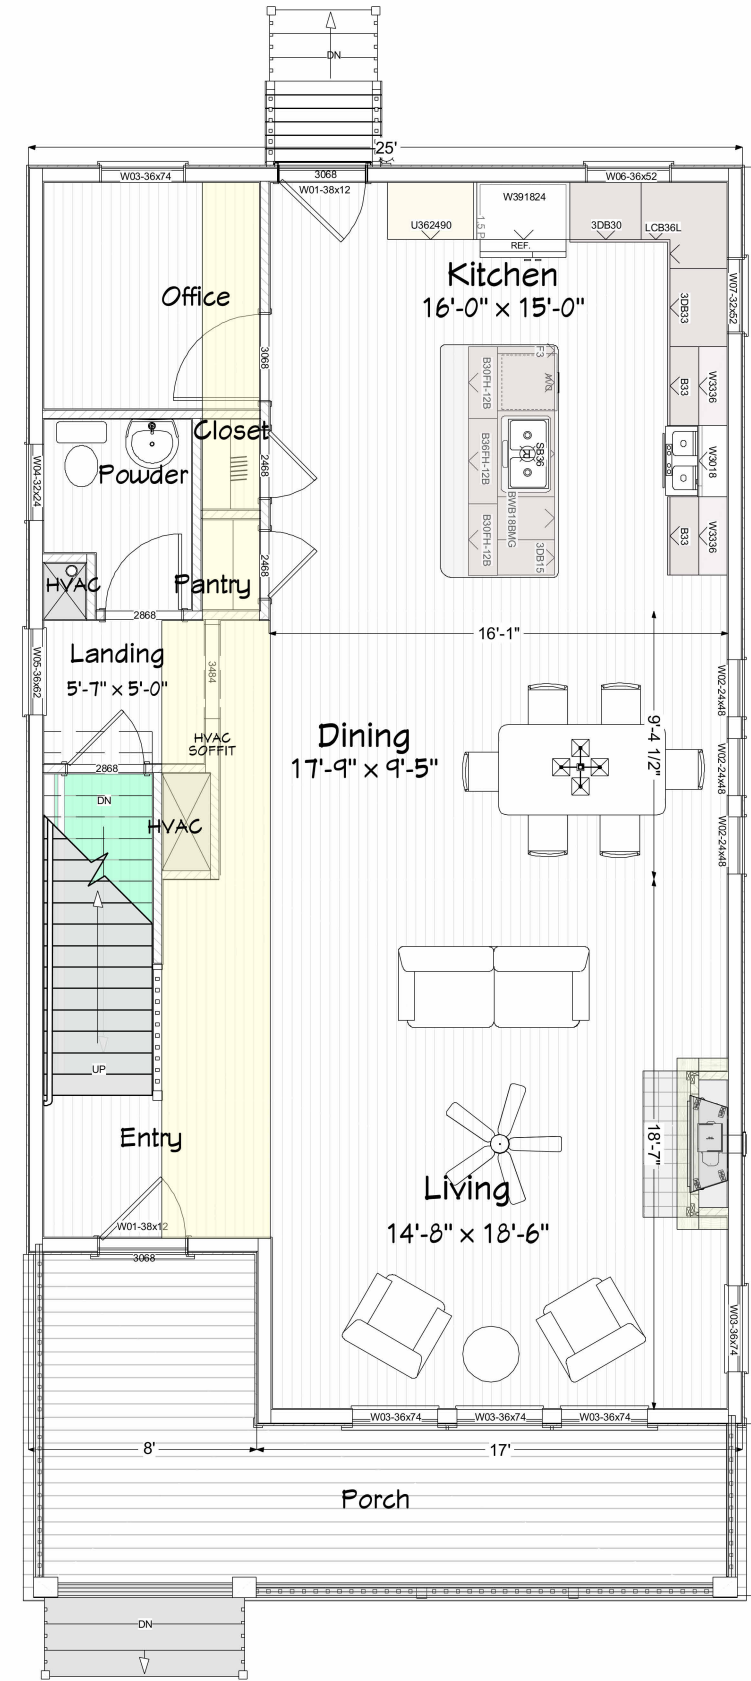 DN
25'
W03-36x74
3068
W01-38x12
W06-36x52
U362490
1.5 P
W391824
REF.
3DB30
LCB36L
Office
Kitchen
16'-0" x 15'-0"
W07-32x52
3DB33
3068
F3
B30FH-12B
B33
W3336
Closet
2468
Powder
W04-32x24
B36FH-12B
SB36
W3018
BWB18BMG
B30FH-12B
3DB15
B33
W3336
2468
HVAC
Pantry
2868
16'-1"
Landing
5'-7" x 5'-0"
W05-36x62
3484
W02-24x48
HVAC
SOFFIT
Dining
17'-9" x 9'-5"
9'-4 1/2"
2868
W02-24x48
DN
HVAC
W02-24x48
UP
Entry
18'-7"
Living
14'-8" x 18'-6"
W01-38x12
3068
W03-36x74
W03-36x74
W03-36x74
W03-36x74
8'
17'
Porch
DN